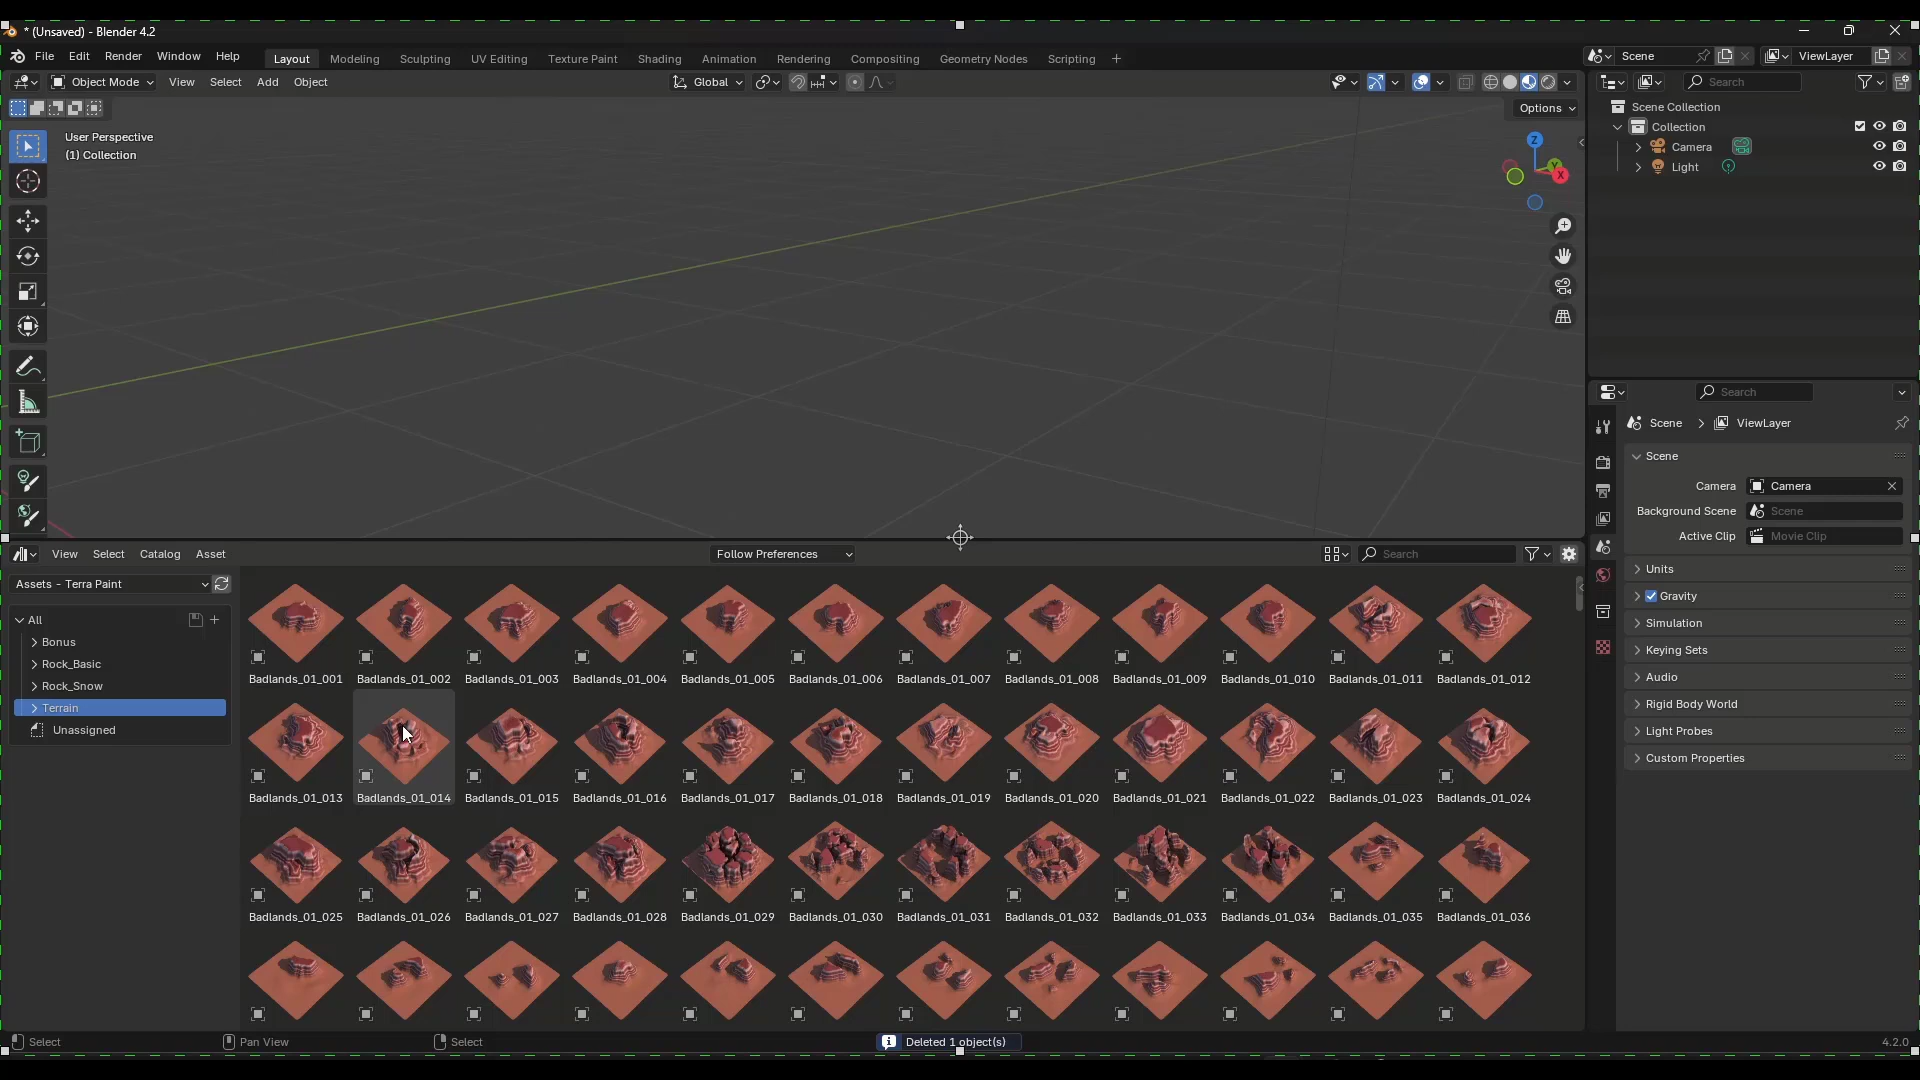 * (Unsaved) - Blender 4.2
File Edit Render Window Help Layout Modeling Sculpting UV Editing Texture Paint Shading Animation Rendering Compositing Geometry Nodes Scripting + Scene ViewLayer
Object Mode View Select Add Object Global Search
Options
User Perspective
(1) Collection
Z
Y
X
Scene Collection
Collection
Camera
Light
Search
Scene > ViewLayer
Scene
Camera Camera
Background Scene Scene
Active Clip Movie Clip
Units
Gravity
Simulation
Keying Sets
Audio
Rigid Body World
Light Probes
Custom Properties
View Select Catalog Asset Follow Preferences Search
Assets - Terra Paint
All
Bonus
Rock_Basic
Rock_Snow
Terrain
Unassigned
Badlands_01_001 Badlands_01_002 Badlands_01_003 Badlands_01_004 Badlands_01_005 Badlands_01_006 Badlands_01_007 Badlands_01_008 Badlands_01_009 Badlands_01_010 Badlands_01_011 Badlands_01_012
Badlands_01_013 Badlands_01_014 Badlands_01_015 Badlands_01_016 Badlands_01_017 Badlands_01_018 Badlands_01_019 Badlands_01_020 Badlands_01_021 Badlands_01_022 Badlands_01_023 Badlands_01_024
Badlands_01_025 Badlands_01_026 Badlands_01_027 Badlands_01_028 Badlands_01_029 Badlands_01_030 Badlands_01_031 Badlands_01_032 Badlands_01_033 Badlands_01_034 Badlands_01_035 Badlands_01_036
Select Pan View Select Deleted 1 object(s) 4.2.0